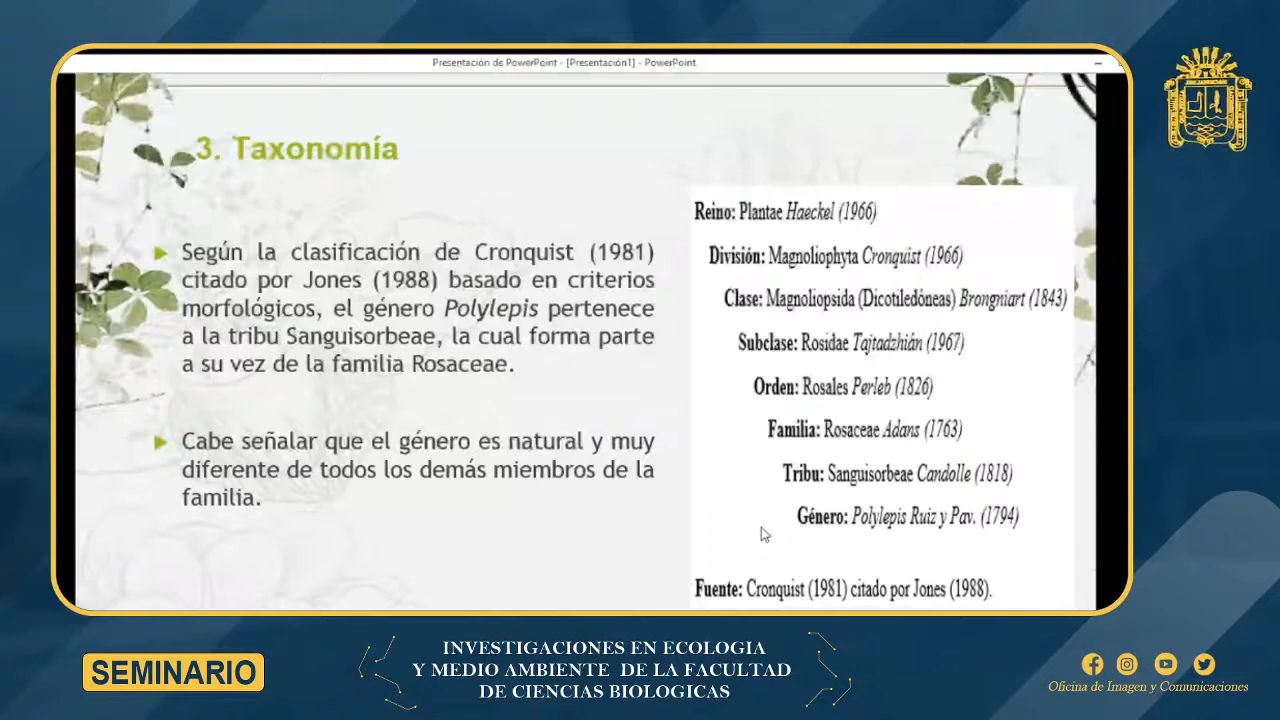 Presentación de PowerPoint - [Presentación1] - PowerPoint
3. Taxonomía
Según la clasificación de Cronquist (1981)
citado por Jones (1988) basado en criterios
morfológicos, el género Polylepis pertenece
a la tribu Sanguisorbeae, la cual forma parte
a su vez de la familia Rosaceae.
Cabe señalar que el género es natural y muy
diferente de todos los demás miembros de la
familia.
Reino: Plantae Haeckel (1966)
División: Magnoliophyta Cronquist (1966)
Clase: Magnoliopsida (Dicotiledóneas) Brongniart (1843)
Subclase: Rosidae Tajtadzhián (1967)
Orden: Rosales Perleb (1826)
Familia: Rosaceae Adans (1763)
Tribu: Sanguisorbeae Candolle (1818)
Género: Polylepis Ruiz y Pav. (1794)
Fuente: Cronquist (1981) citado por Jones (1988).
SEMINARIO
INVESTIGACIONES EN ECOLOGIA
Y MEDIO AMBIENTE DE LA FACULTAD
DE CIENCIAS BIOLOGICAS
Oficina de Imagen y Comunicaciones